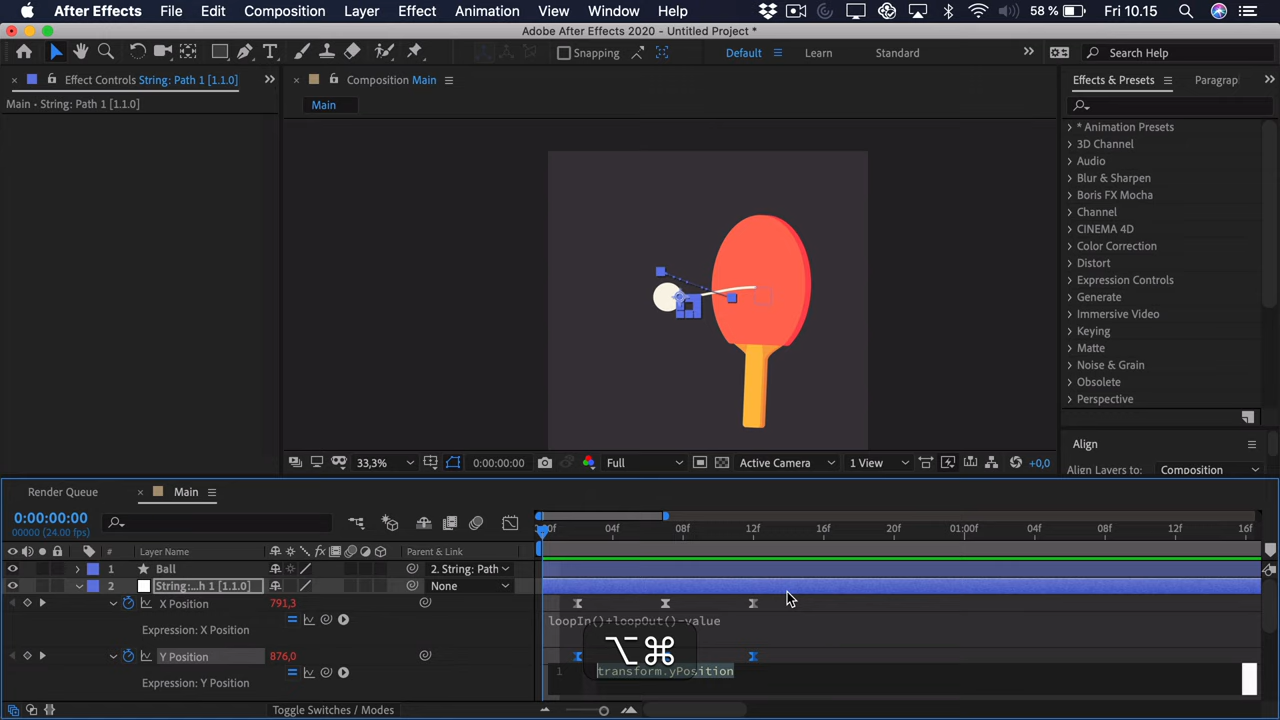 After Effects File Edit Composition Layer Effect Animation View Window Help 58 % Fri 10.15
Adobe After Effects 2020 - Untitled Project *
Snapping Default Learn Standard Search Help
Effect Controls String: Path 1 [1.1.0] Composition Main Effects & Presets Paragrap
Main - String: Path 1 [1.1.0] Main
* Animation Presets
3D Channel
Audio
Blur & Sharpen
Boris FX Mocha
Channel
CINEMA 4D
Color Correction
Distort
Expression Controls
Generate
Immersive Video
Keying
Matte
Noise & Grain
Obsolete
Perspective
Align
Align Layers to: Composition
33,3% 0:00:00:00 Full Active Camera 1 View +0,0
Render Queue Main
0:00:00:00
00000 (24.00 fps)
:00f 04f 08f 12f 16f 20f 01:00f 04f 08f 12f 16f
# Layer Name Parent & Link
1 Ball 2. String: Path
2 String:...h 1 [1.1.0] None
X Position 791,3
Expression: X Position loopIn()+loopOut()-value
Y Position 876,0
Expression: Y Position 1 transform.yPosition
⌥⌘
Toggle Switches / Modes